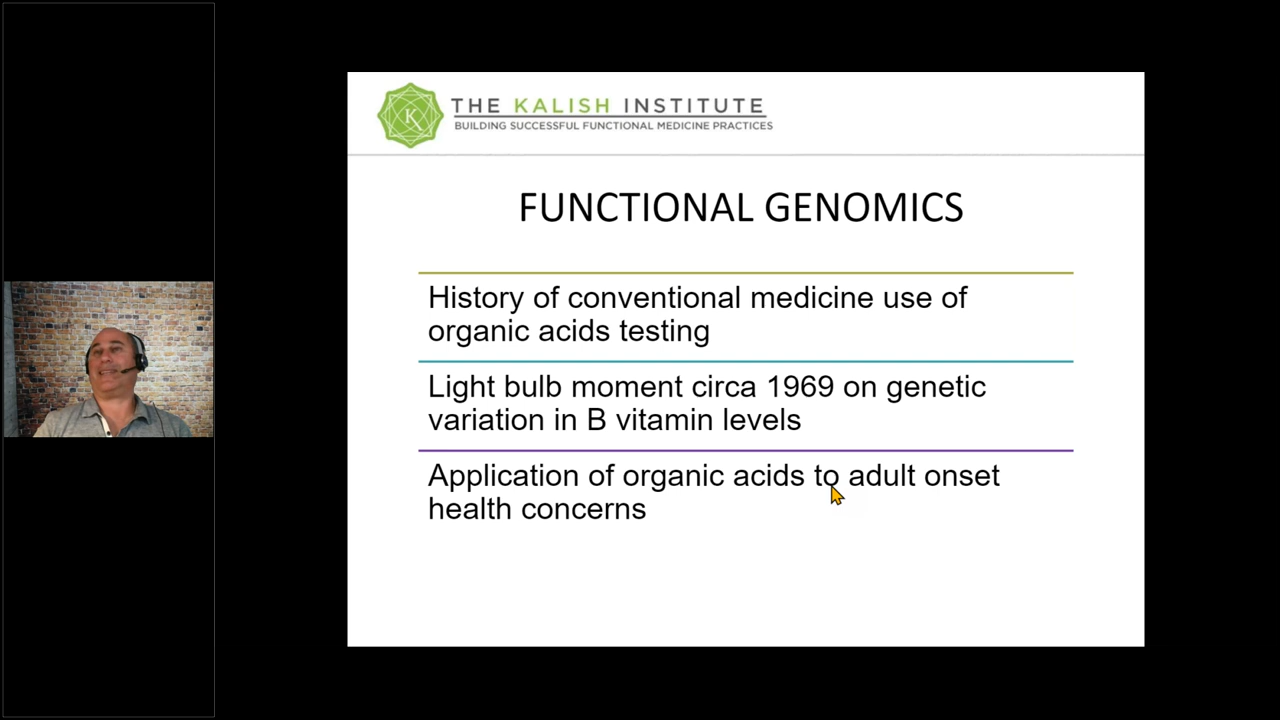 THE KALISH INSTITUTE
BUILDING SUCCESSFUL FUNCTIONAL MEDICINE PRACTICES
FUNCTIONAL GENOMICS
History of conventional medicine use of
organic acids testing
Light bulb moment circa 1969 on genetic
variation in B vitamin levels
Application of organic acids to adult onset
health concerns